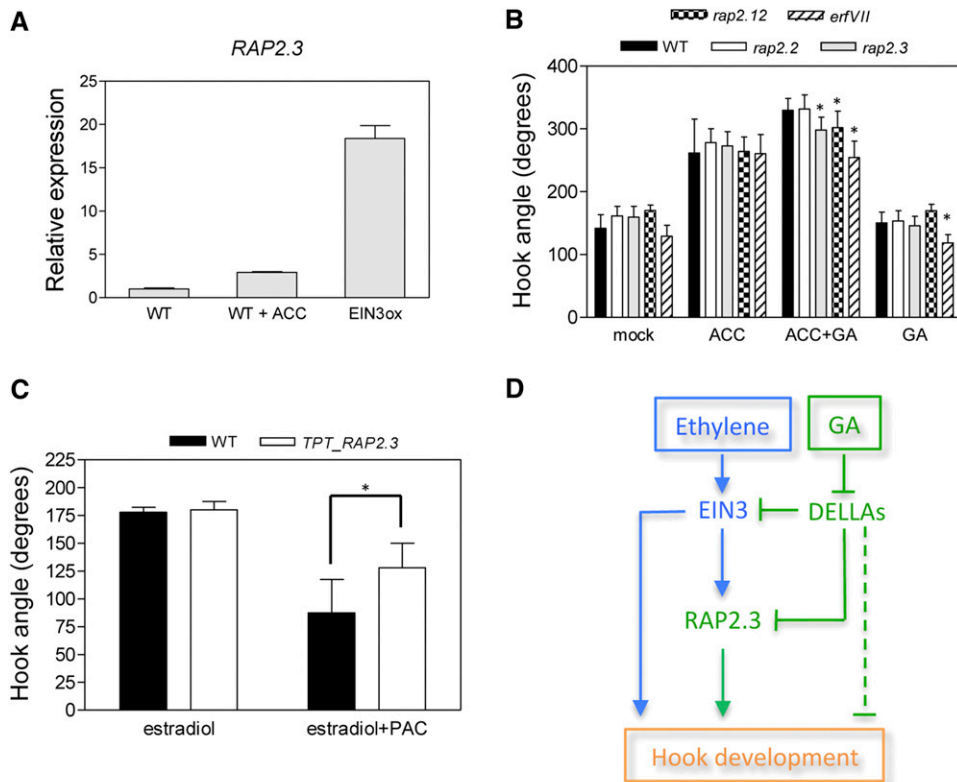 A
RAP2.3
Relative expression
25
20
15
10
5
0
WT
WT + ACC
EIN3ox
B
rap2.12
erfVII
WT
rap2.2
rap2.3
Hook angle (degrees)
400
300
200
100
0
* * *
*
mock
ACC
ACC+GA
GA
C
WT
TPT_RAP2.3
Hook angle (degrees)
225
200
175
150
125
100
75
50
25
0
*
estradiol
estradiol+PAC
D
Ethylene
GA
EIN3
DELLAs
RAP2.3
Hook development